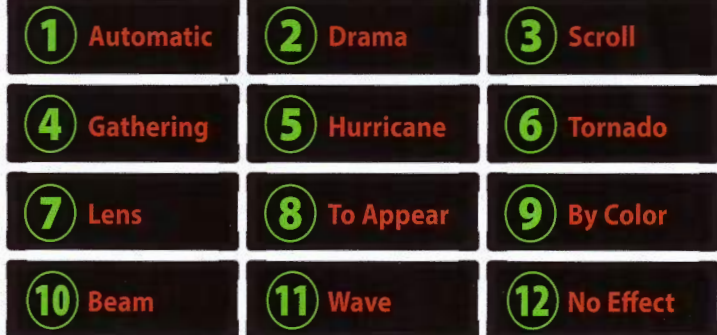 1 Automatic
2 Drama
3 Scroll
4 Gathering
5 Hurricane
6 Tornado
7 Lens
8 To Appear
9 By Color
10 Beam
11 Wave
12 No Effect